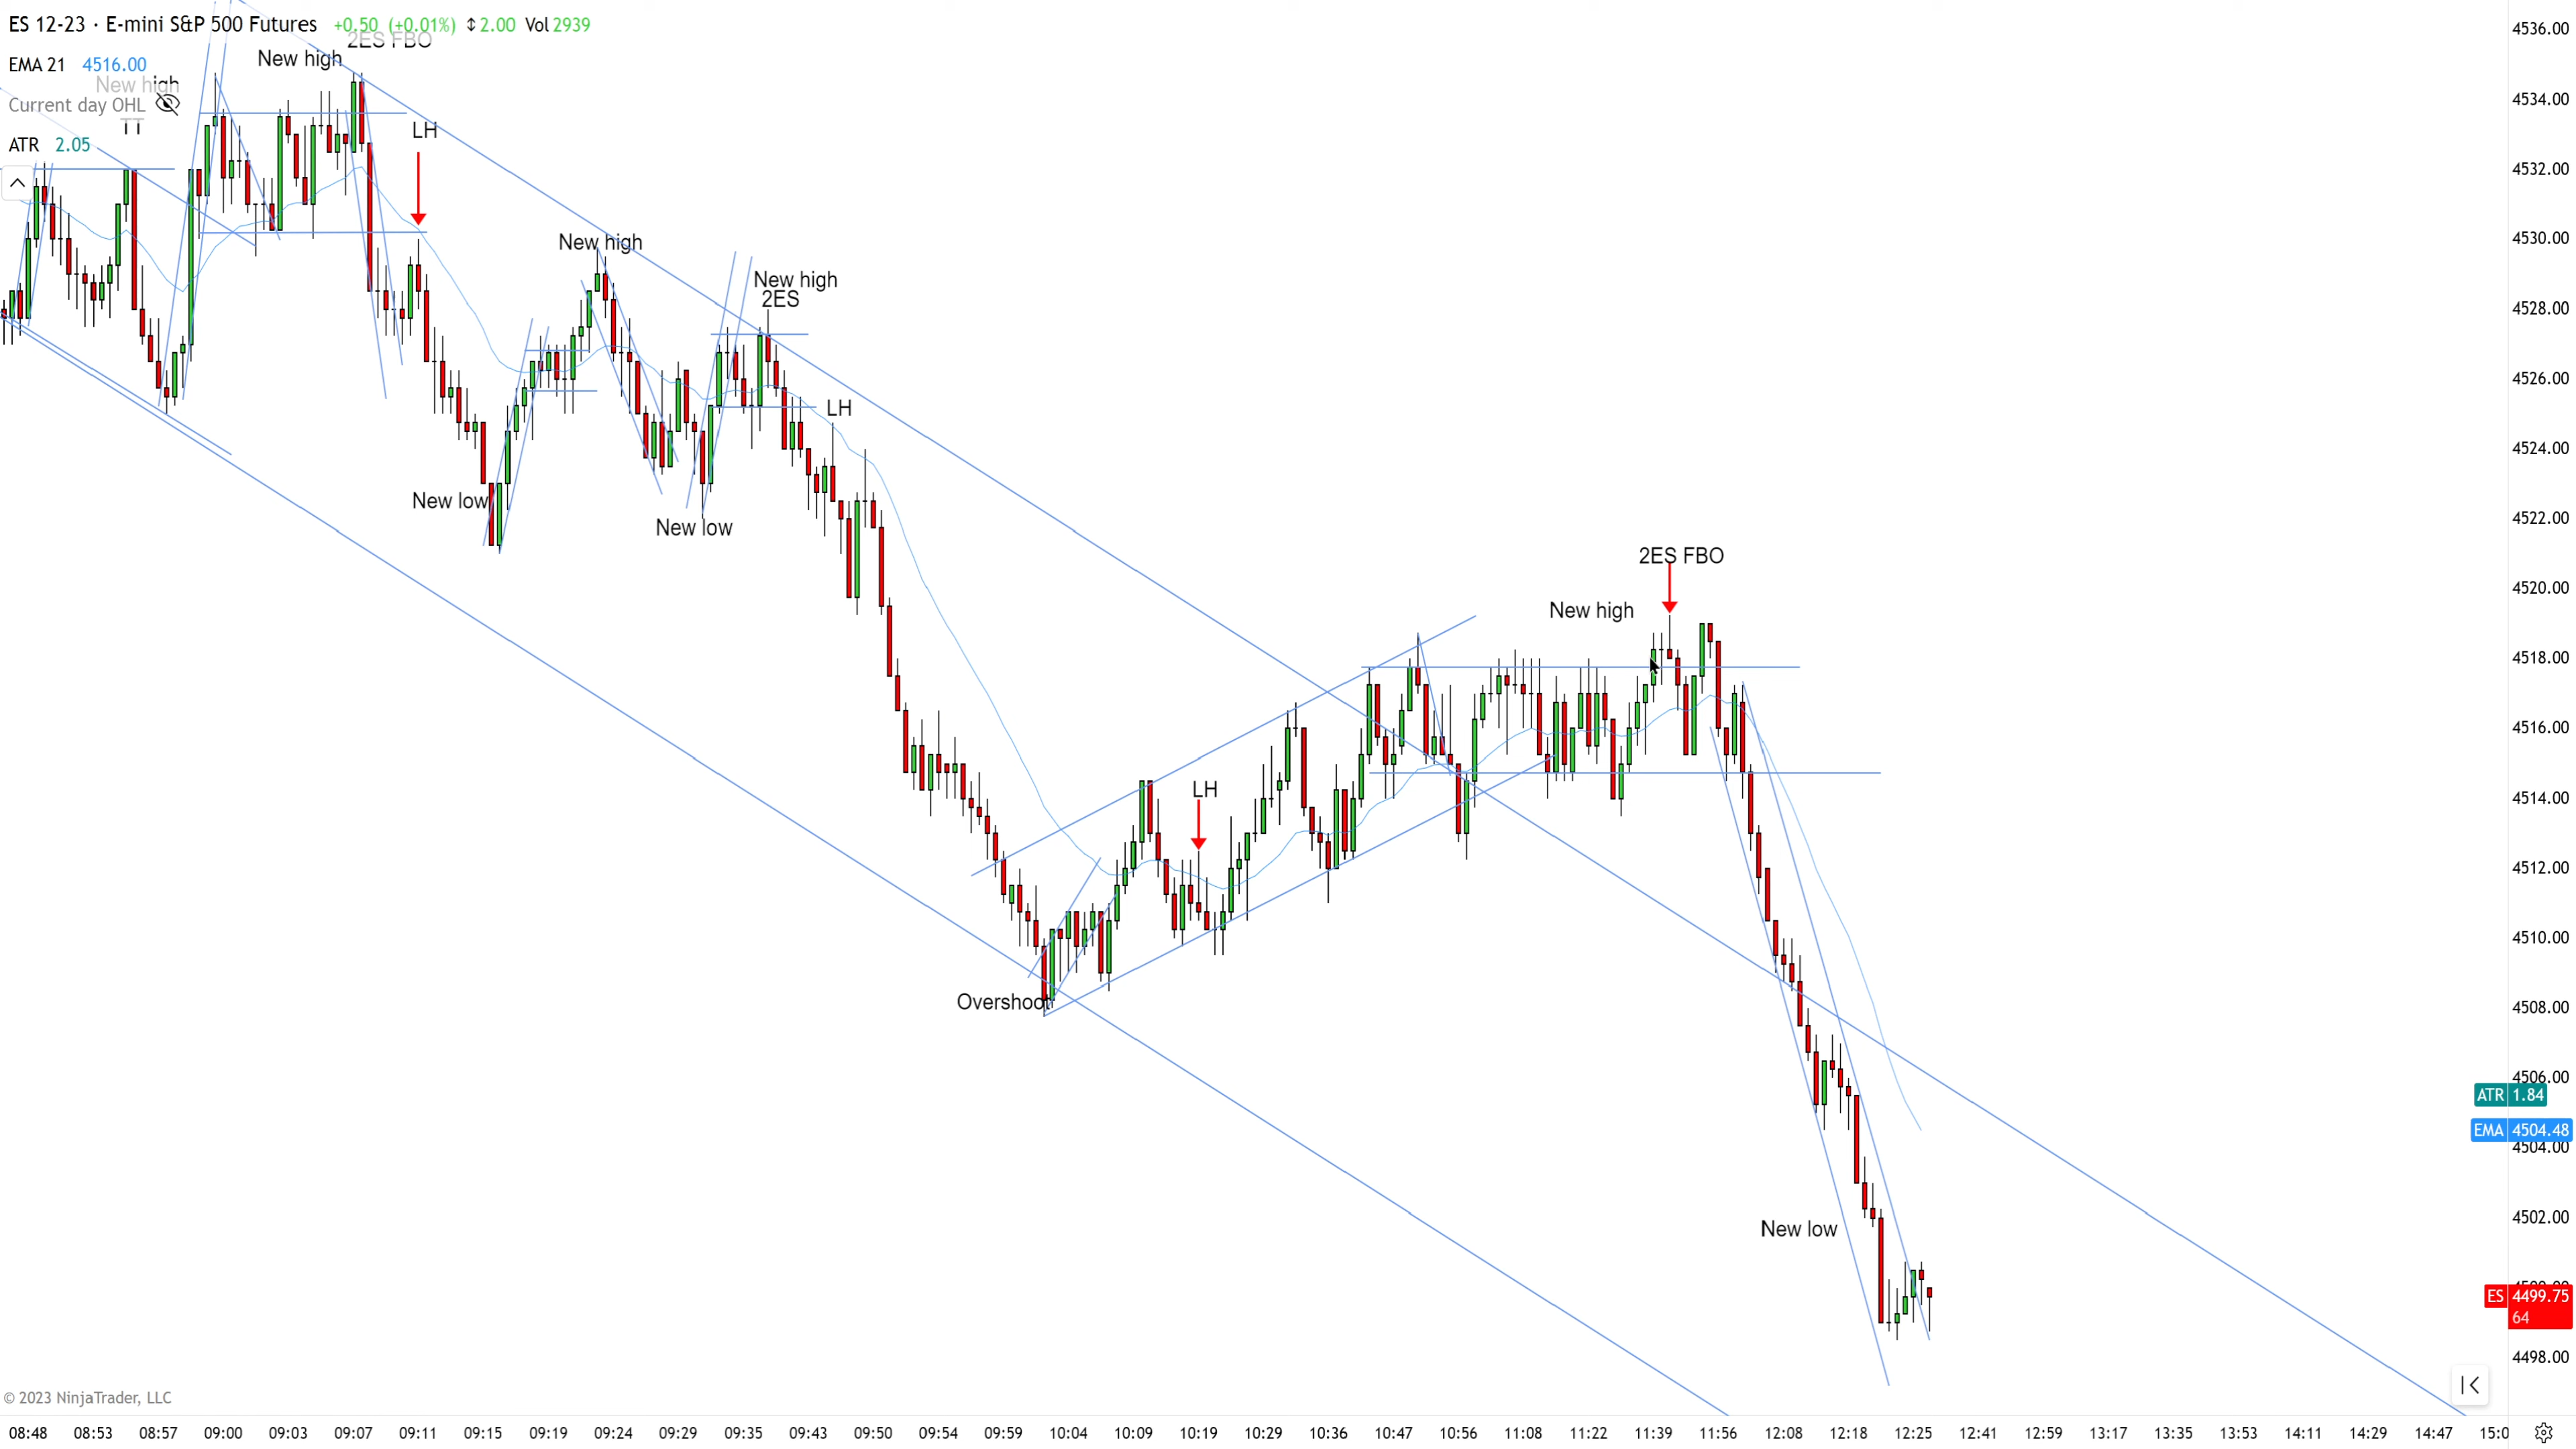 ES 12-23 · E-mini S&P 500 Futures +0.50 (+0.01%) ↕2.00 Vol 2939
2ES FBO
New high
EMA 21 4516.00
New high
Current day OHL
TT
ATR 2.05
LH
New high
New high
2ES
LH
New low
New low
2ES FBO
New high
LH
Overshoot
New low
4536.00
4534.00
4532.00
4530.00
4528.00
4526.00
4524.00
4522.00
4520.00
4518.00
4516.00
4514.00
4512.00
4510.00
4508.00
4506.00
ATR 1.84
EMA 4504.48
4504.00
4502.00
ES 4499.75
64
4498.00
© 2023 NinjaTrader, LLC
08:48 08:53 08:57 09:00 09:03 09:07 09:11 09:15 09:19 09:24 09:29 09:35 09:43 09:50 09:54 09:59 10:04 10:09 10:19 10:29 10:36 10:47 10:56 11:08 11:22 11:39 11:56 12:08 12:18 12:25 12:41 12:59 13:17 13:35 13:53 14:11 14:29 14:47 15:0